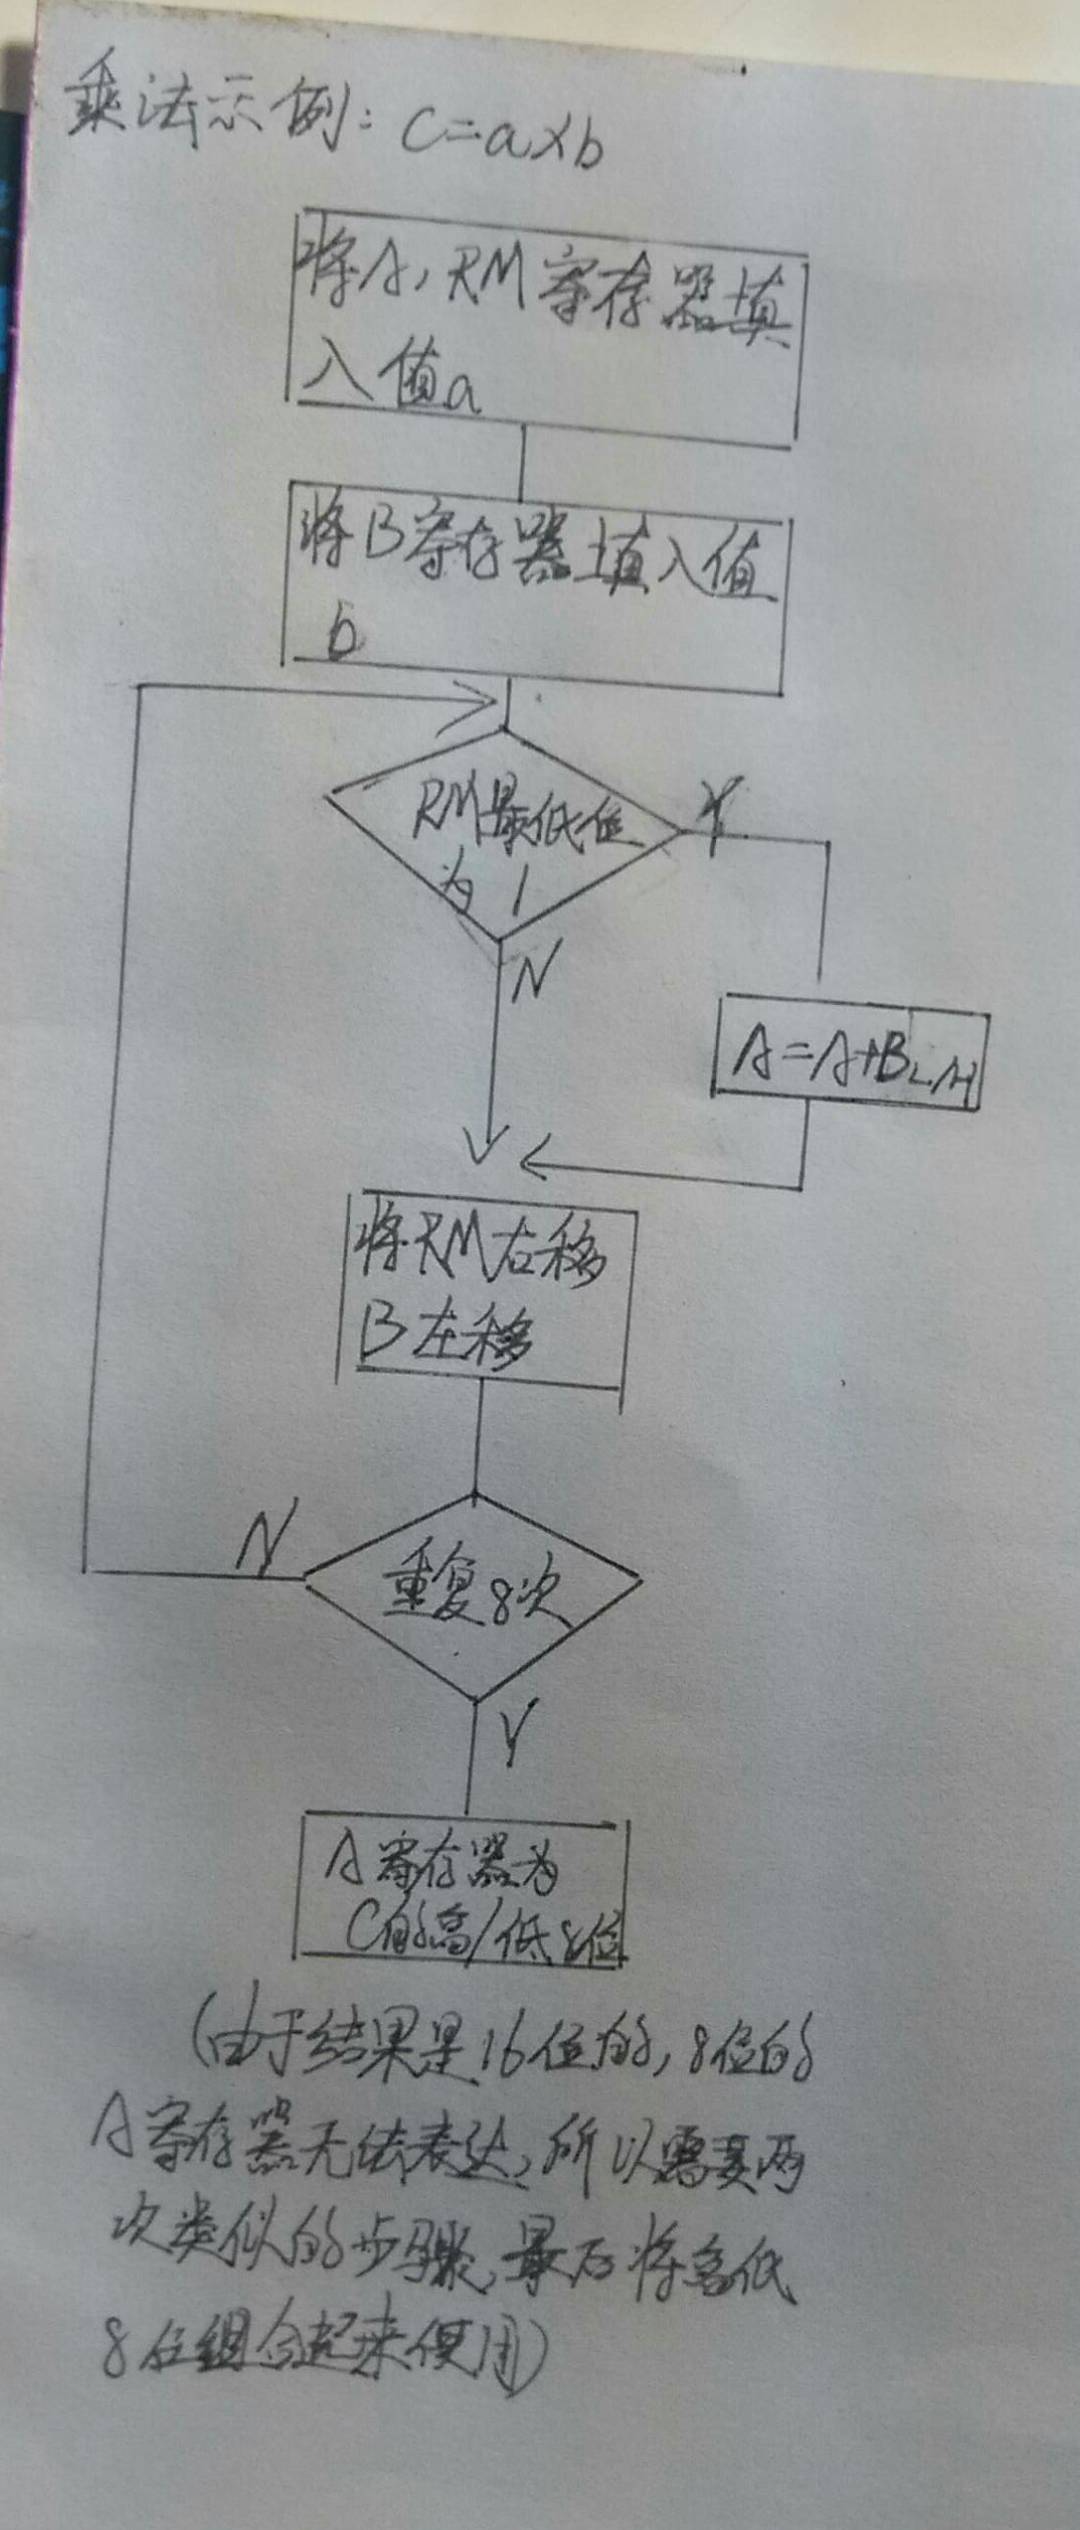 乘法示例: C=a×b
将A,RM寄存器填
入值a
将B寄存器填入值
b
RM最低位
为1
Y
N
A=A+BL/H
将RM右移
B左移
N
重复8次
Y
A寄存器为
C的高/低8位
(由于结果是16位的,8位的
A寄存器无法表达,所以需要两
次类似的步骤,最后将高低
8位组合起来使用)